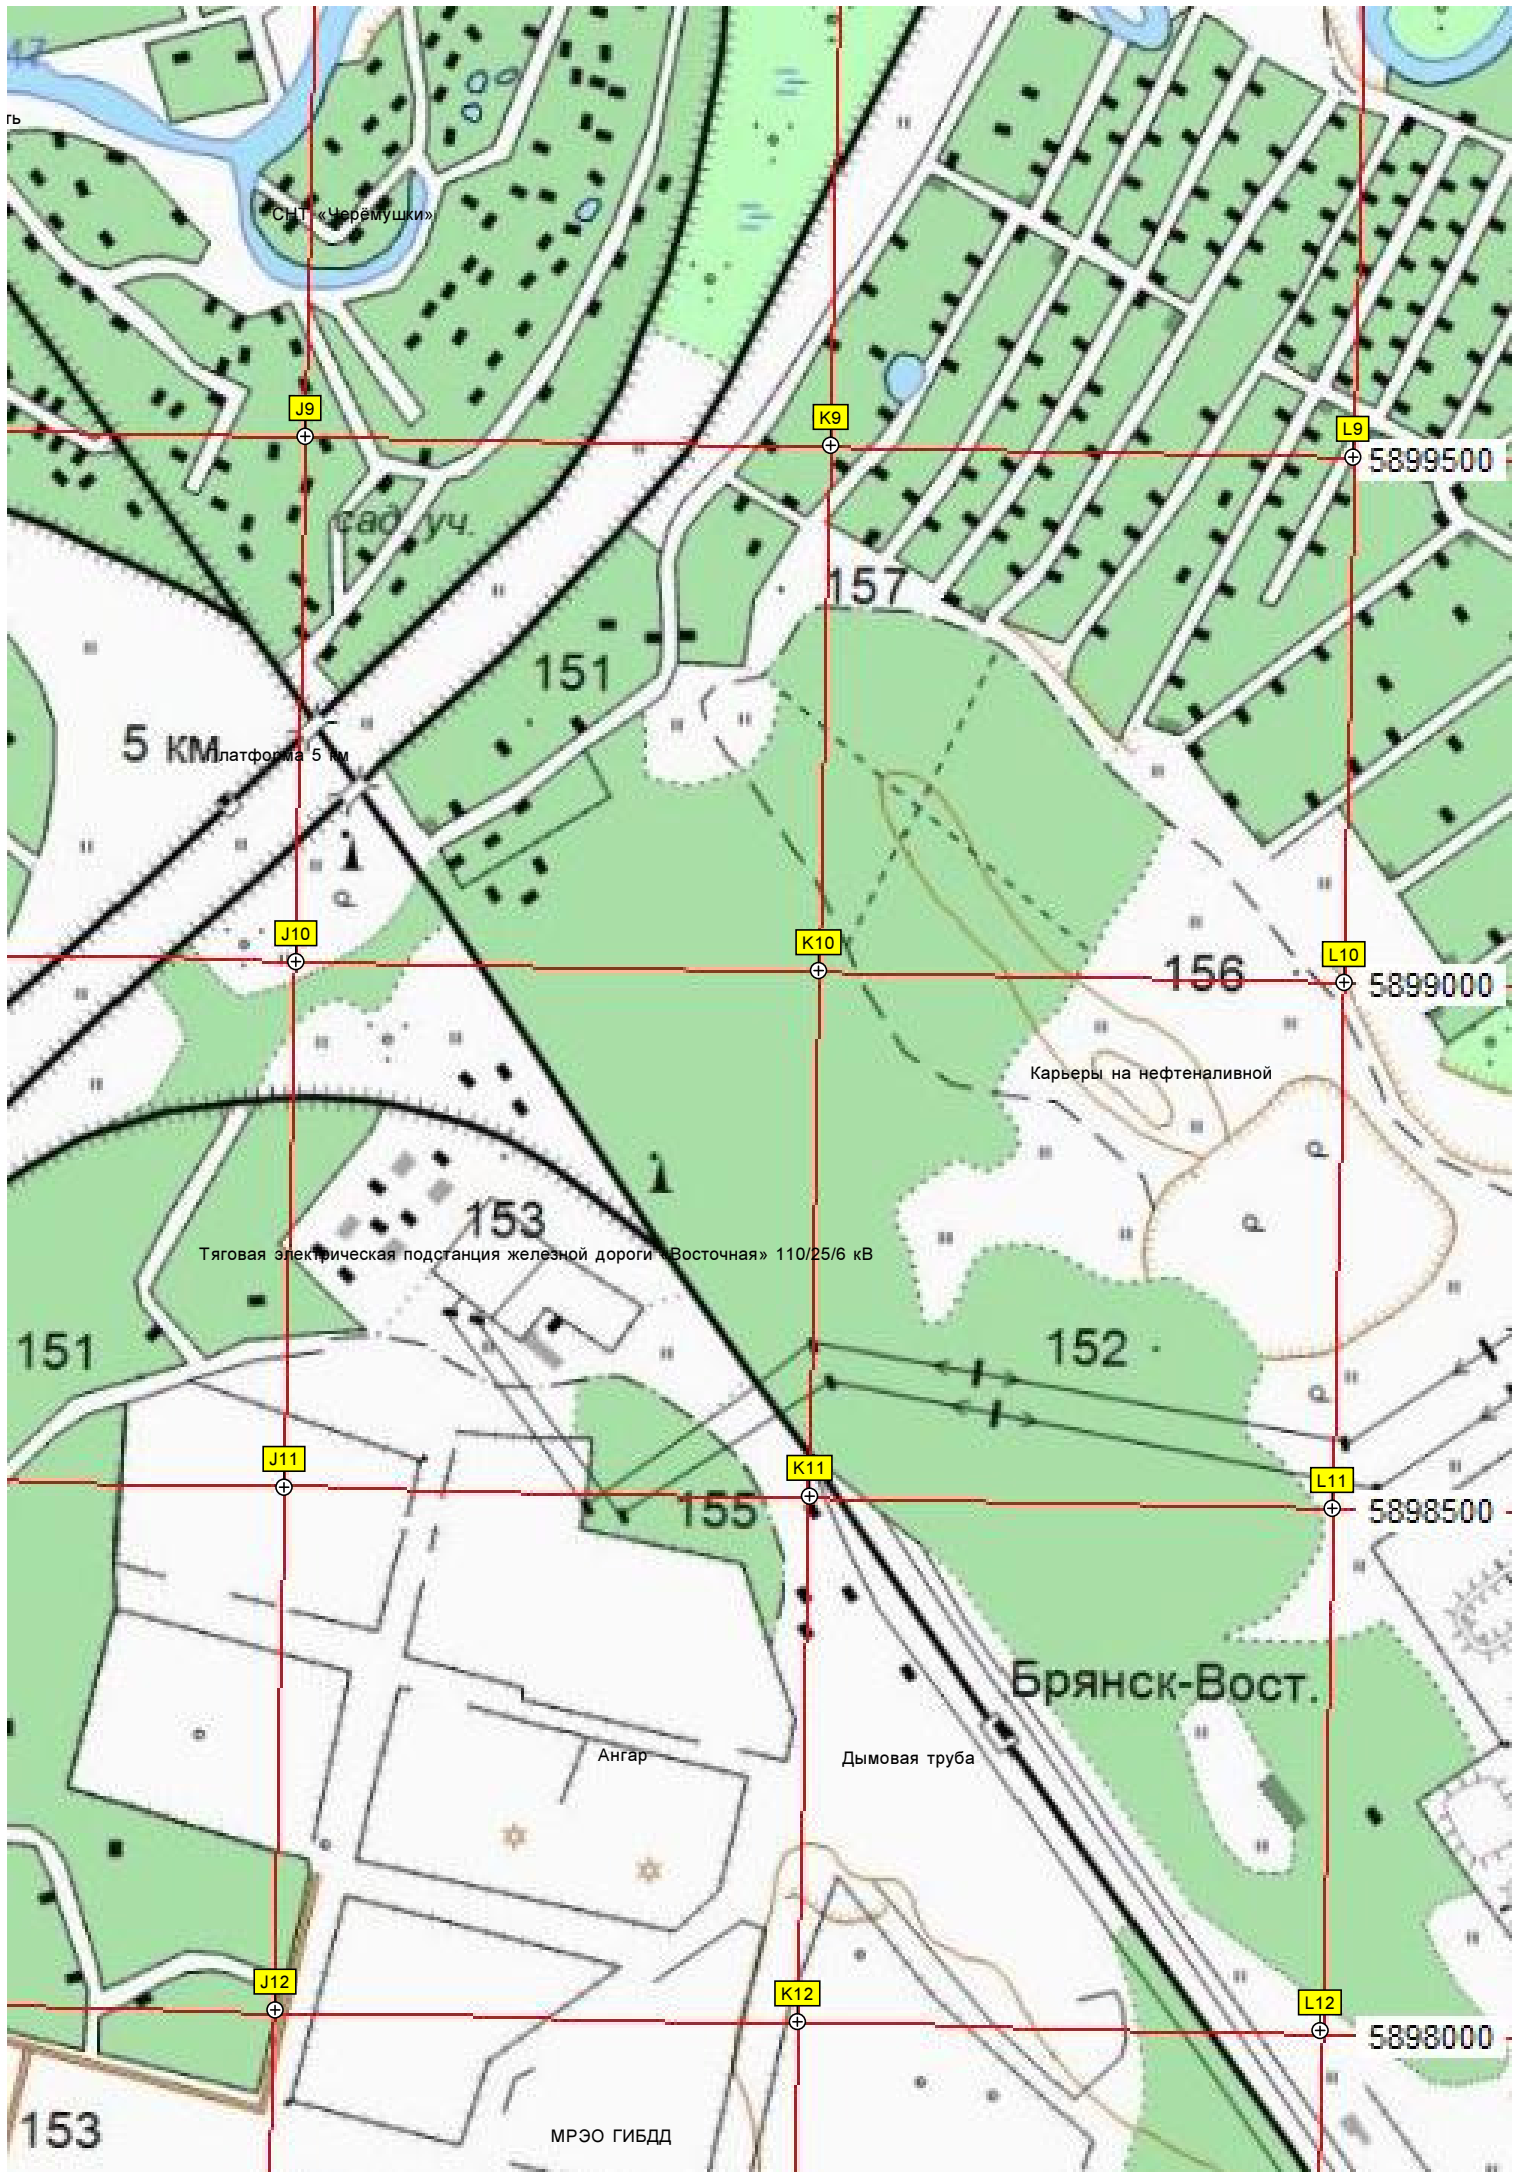 47
ть
СНТ «Черёмушки»
J9
K9
L9
5899500
сад. уч.
157
151
5 км
Платформа 5 км
J10
K10
L10
156
5899000
Карьеры на нефтеналивной
153
Тяговая электрическая подстанция железной дороги «Восточная» 110/25/6 кВ
151
152
J11
K11
L11
155
5898500
Брянск-Вост.
Ангар
Дымовая труба
J12
K12
L12
5898000
153
МРЭО ГИБДД